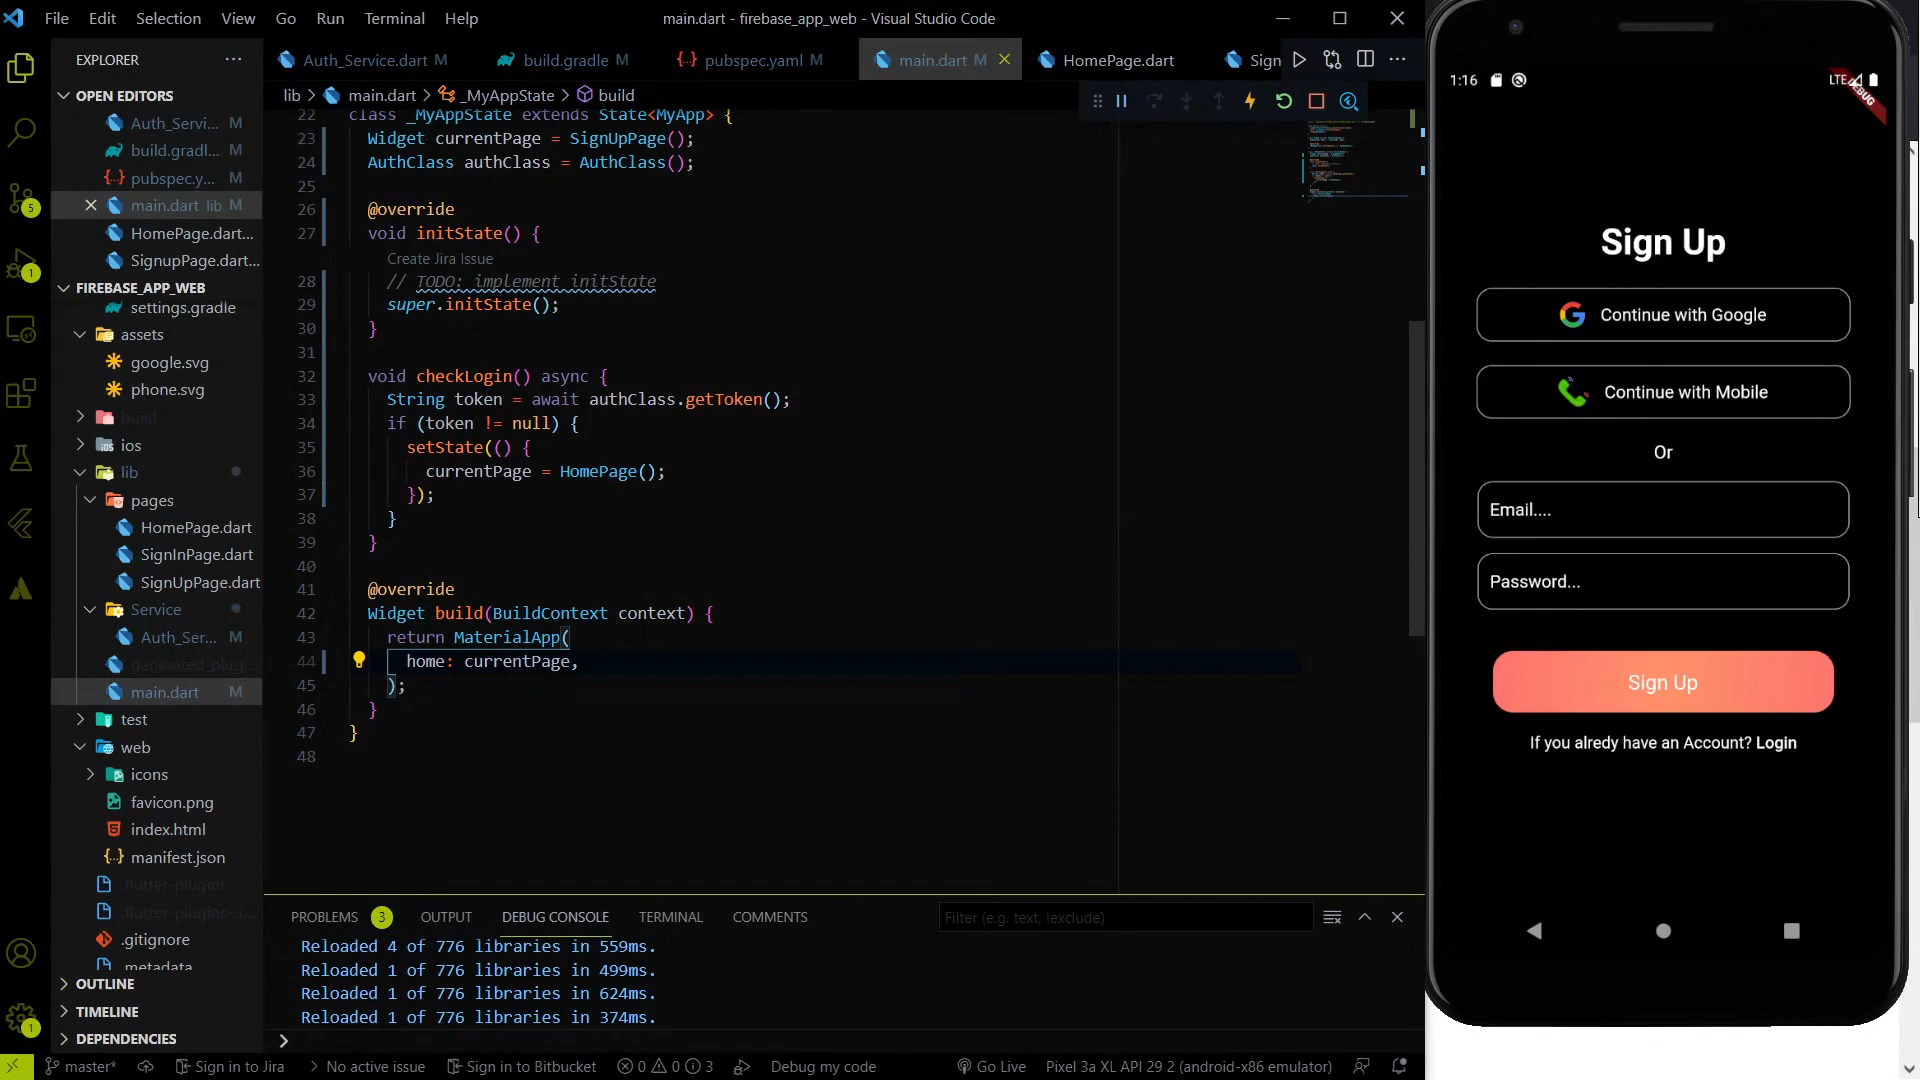 File Edit Selection View Go Run Terminal Help
main.dart - firebase_app_web - Visual Studio Code
EXPLORER
Auth_Service.dart M
build.gradle M
pubspec.yaml M
main.dart M
HomePage.dart
Sign
OPEN EDITORS
Auth_Servi... M
build.gradl... M
pubspec.y... M
main.dart lib M
HomePage.dart...
SignupPage.dart...
FIREBASE_APP_WEB
settings.gradle
assets
google.svg
phone.svg
build
ios
lib
pages
HomePage.dart
SignInPage.dart
SignUpPage.dart
Service
Auth_Ser... M
generated_plugi...
main.dart M
test
web
icons
favicon.png
index.html
manifest.json
.flutter-plugins
.flutter-plugins-d...
.gitignore
.metadata
OUTLINE
TIMELINE
DEPENDENCIES
5
1
1
lib > main.dart > _MyAppState > build
22 class _MyAppState extends State<MyApp> {
23 Widget currentPage = SignUpPage();
24 AuthClass authClass = AuthClass();
25
26 @override
27 void initState() {
Create Jira Issue
28 // TODO: implement initState
29 super.initState();
30 }
31
32 void checkLogin() async {
33 String token = await authClass.getToken();
34 if (token != null) {
35 setState(() {
36 currentPage = HomePage();
37 });
38 }
39 }
40
41 @override
42 Widget build(BuildContext context) {
43 return MaterialApp(
44 home: currentPage,
45 );
46 }
47 }
48
PROBLEMS 3 OUTPUT DEBUG CONSOLE TERMINAL COMMENTS
Filter (e.g. text, !exclude)
Reloaded 4 of 776 libraries in 559ms.
Reloaded 1 of 776 libraries in 499ms.
Reloaded 1 of 776 libraries in 624ms.
Reloaded 1 of 776 libraries in 374ms.
master* Sign in to Jira No active issue Sign in to Bitbucket 0 0 3 Debug my code Go Live Pixel 3a XL API 29 2 (android-x86 emulator)
1:16
LTE
DEBUG
Sign Up
Continue with Google
Continue with Mobile
Or
Email....
Password...
Sign Up
If you alredy have an Account? Login